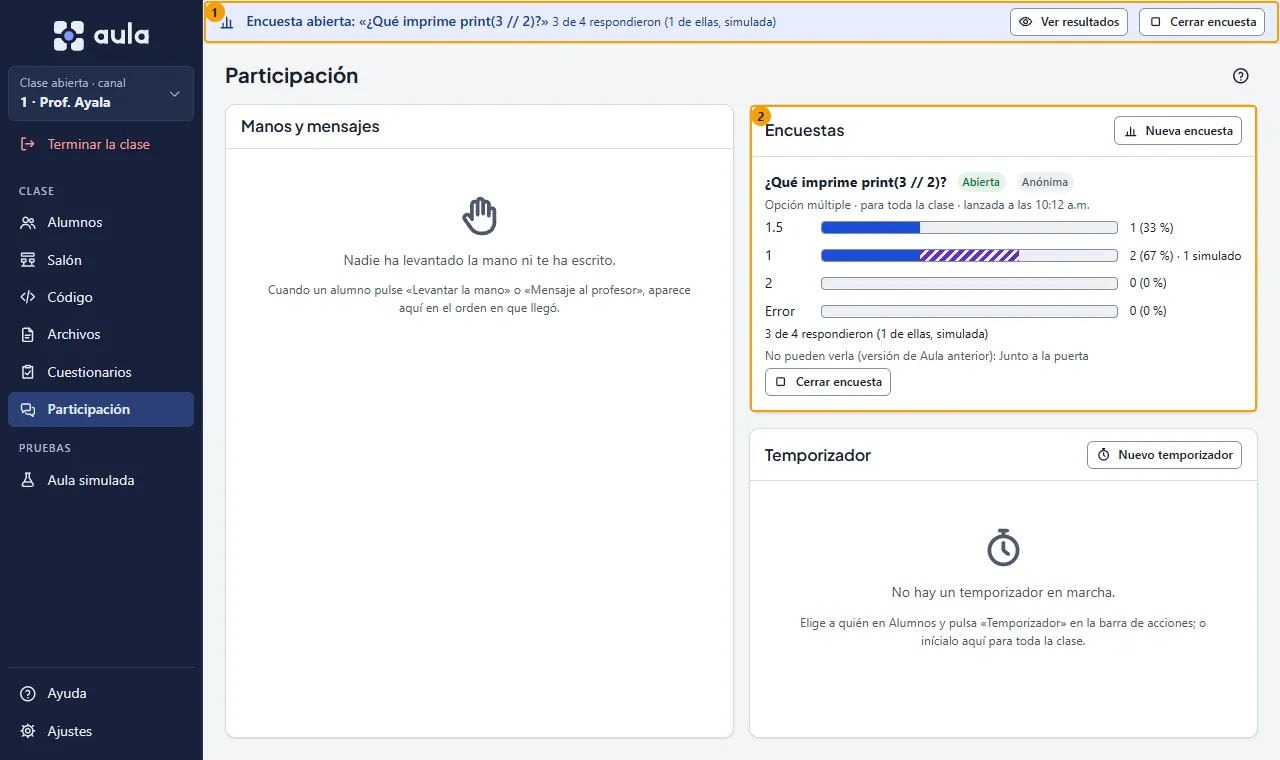 aula
Clase abierta · canal
1 · Prof. Ayala
Terminar la clase
CLASE
Alumnos
Salón
Código
Archivos
Cuestionarios
Participación
PRUEBAS
Aula simulada
Ayuda
Ajustes
1
Encuesta abierta: «¿Qué imprime print(3 // 2)?» 3 de 4 respondieron (1 de ellas, simulada)
Ver resultados
Cerrar encuesta
Participación
Manos y mensajes
Nadie ha levantado la mano ni te ha escrito.
Cuando un alumno pulse «Levantar la mano» o «Mensaje al profesor», aparece
aquí en el orden en que llegó.
2
Encuestas
Nueva encuesta
¿Qué imprime print(3 // 2)? Abierta Anónima
Opción múltiple · para toda la clase · lanzada a las 10:12 a.m.
1.5 1 (33 %)
1 2 (67 %) · 1 simulado
2 0 (0 %)
Error 0 (0 %)
3 de 4 respondieron (1 de ellas, simulada)
No pueden verla (versión de Aula anterior): Junto a la puerta
Cerrar encuesta
Temporizador
Nuevo temporizador
No hay un temporizador en marcha.
Elige a quién en Alumnos y pulsa «Temporizador» en la barra de acciones; o
inícialo aquí para toda la clase.